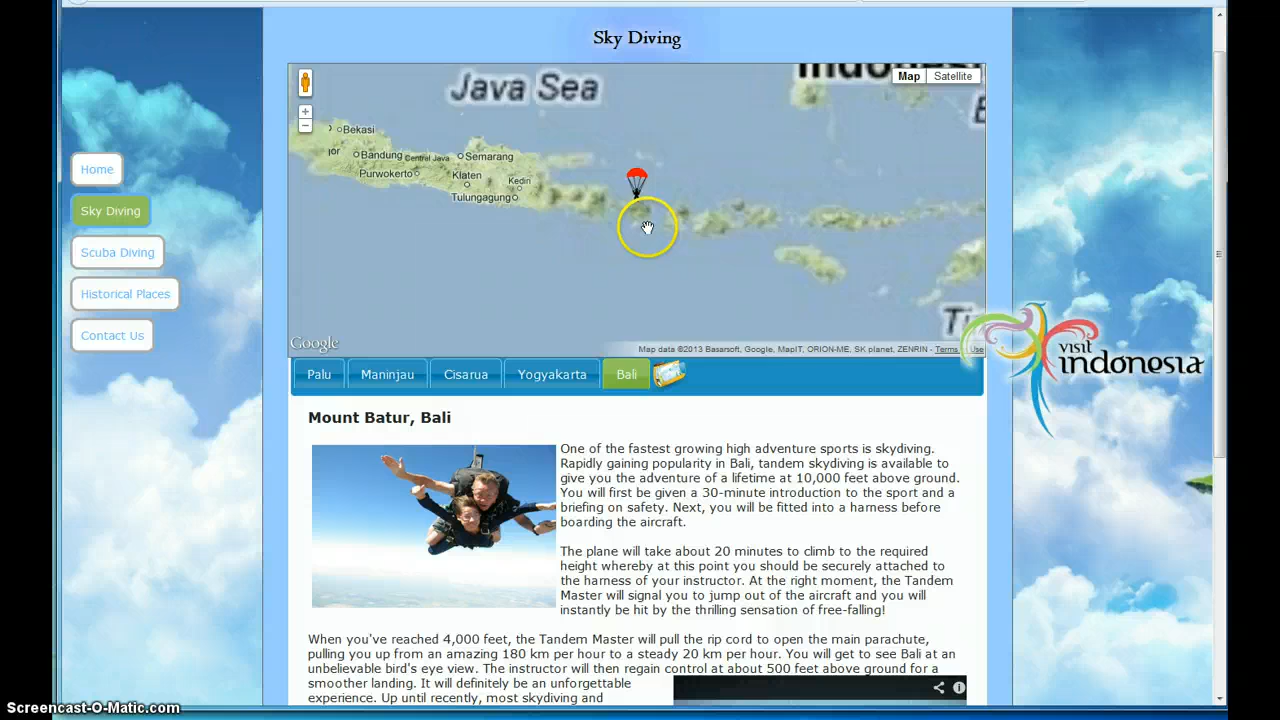 Sky Diving
Java Sea
Map
Satellite
Bekasi
Bandung
Central Java
Semarang
Purwokerto
Klaten
Kediri
Tulungagung
Google
Map data ©2013 Basarsoft, Google, MapIT, ORION-ME, SK planet, ZENRIN - Terms of Use
Home
Sky Diving
Scuba Diving
Historical Places
Contact Us
visit
indonesia
Palu
Maninjau
Cisarua
Yogyakarta
Bali
Mount Batur, Bali
One of the fastest growing high adventure sports is skydiving.
Rapidly gaining popularity in Bali, tandem skydiving is available to
give you the adventure of a lifetime at 10,000 feet above ground.
You will first be given a 30-minute introduction to the sport and a
briefing on safety. Next, you will be fitted into a harness before
boarding the aircraft.
The plane will take about 20 minutes to climb to the required
height whereby at this point you should be securely attached to
the harness of your instructor. At the right moment, the Tandem
Master will signal you to jump out of the aircraft and you will
instantly be hit by the thrilling sensation of free-falling!
When you've reached 4,000 feet, the Tandem Master will pull the rip cord to open the main parachute,
pulling you up from an amazing 180 km per hour to a steady 20 km per hour. You will get to see Bali at an
unbelievable bird's eye view. The instructor will then regain control at about 500 feet above ground for a
smoother landing. It will definitely be an unforgettable
experience. Up until recently, most skydiving and
Screencast-O-Matic.com